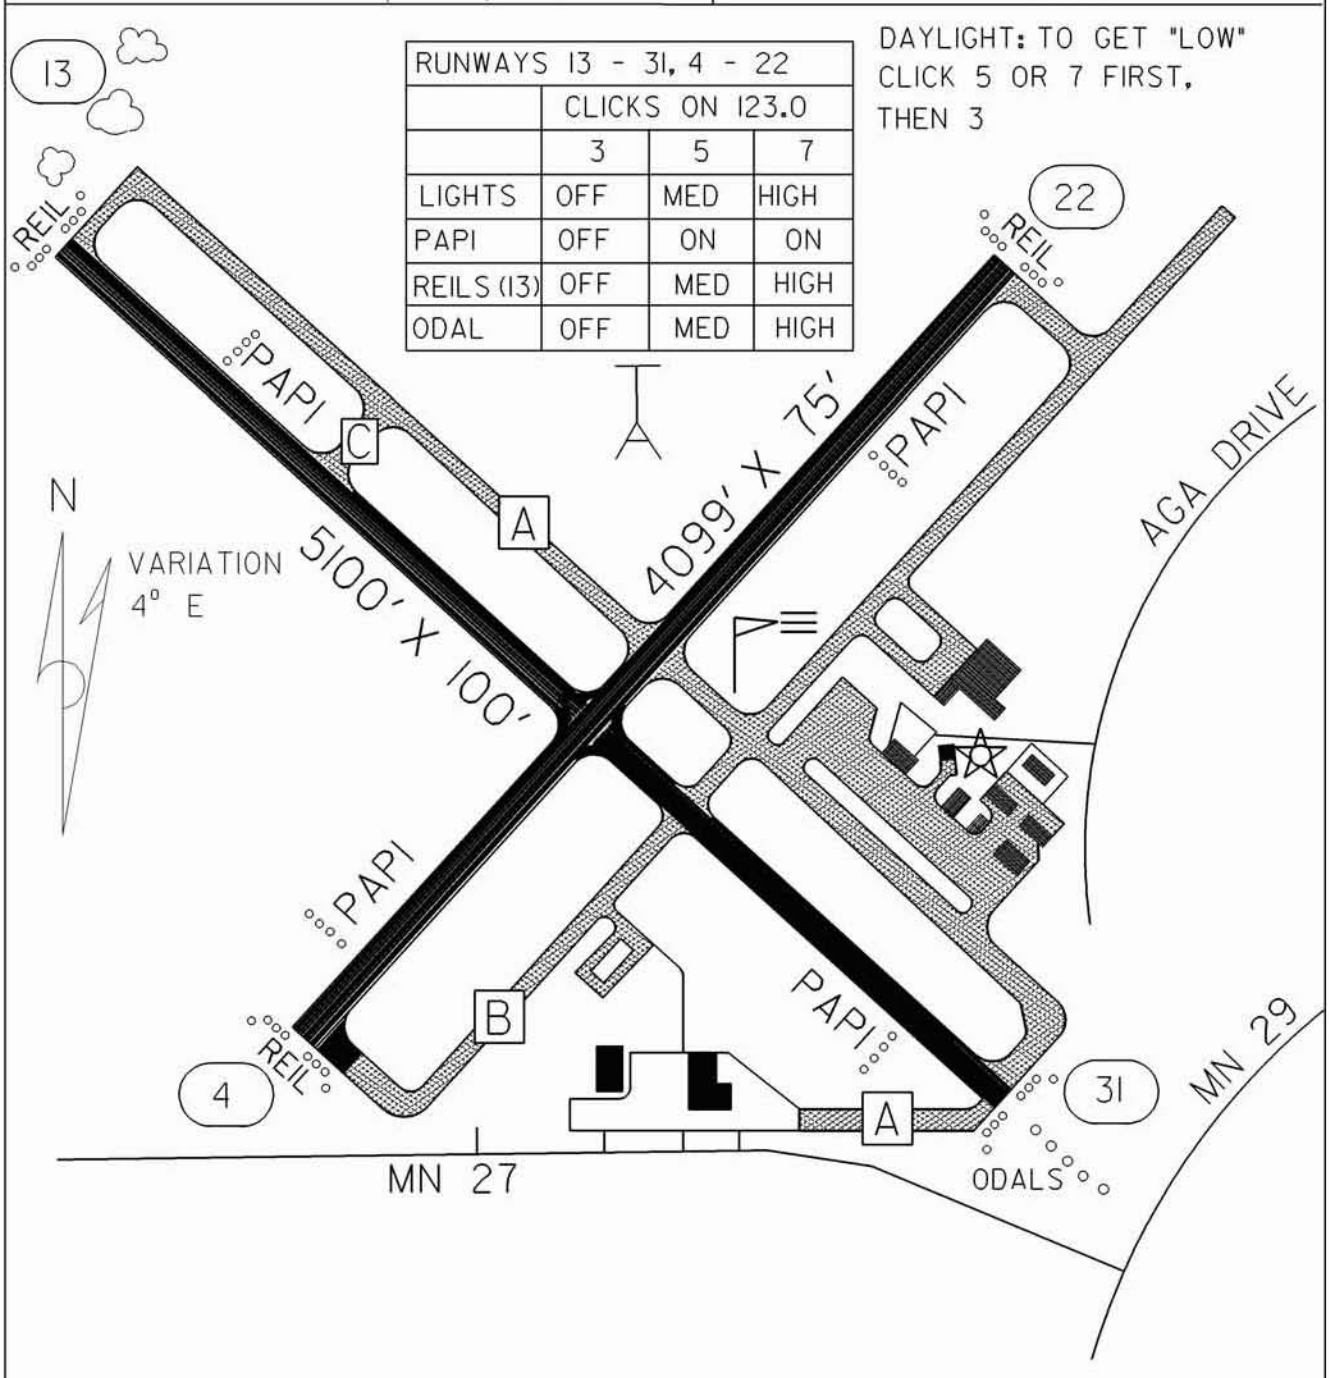 13
RUNWAYS 13 - 31, 4 - 22
CLICKS ON 123.0
3 5 7
LIGHTS OFF MED HIGH
PAPI OFF ON ON
REILS (13) OFF MED HIGH
ODAL OFF MED HIGH
DAYLIGHT: TO GET "LOW"
CLICK 5 OR 7 FIRST,
THEN 3
22
REIL
REIL
PAPI
C
A
5100' X 100'
4099' X 75'
PAPI
AGA DRIVE
N
VARIATION
4° E
PAPI
B
REIL
4
PAPI
A
31
MN 29
ODALS
MN 27